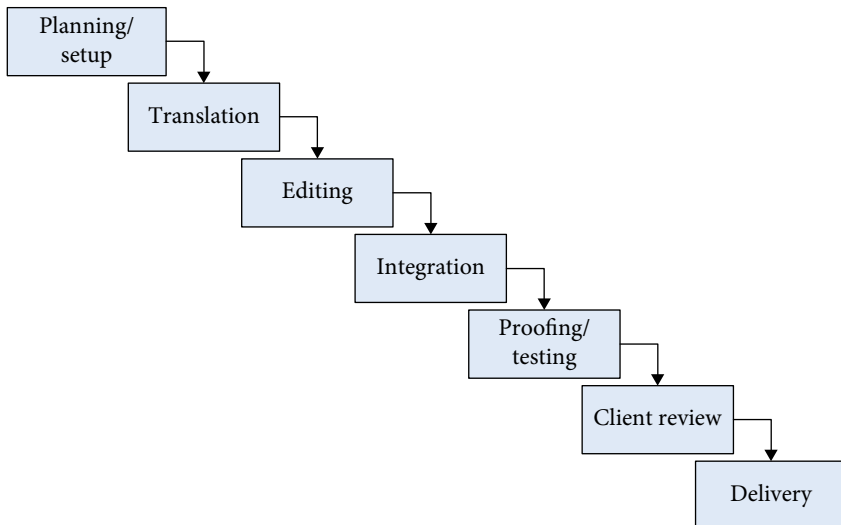 Planning/
setup
Translation
Editing
Integration
Proofing/
testing
Client review
Delivery